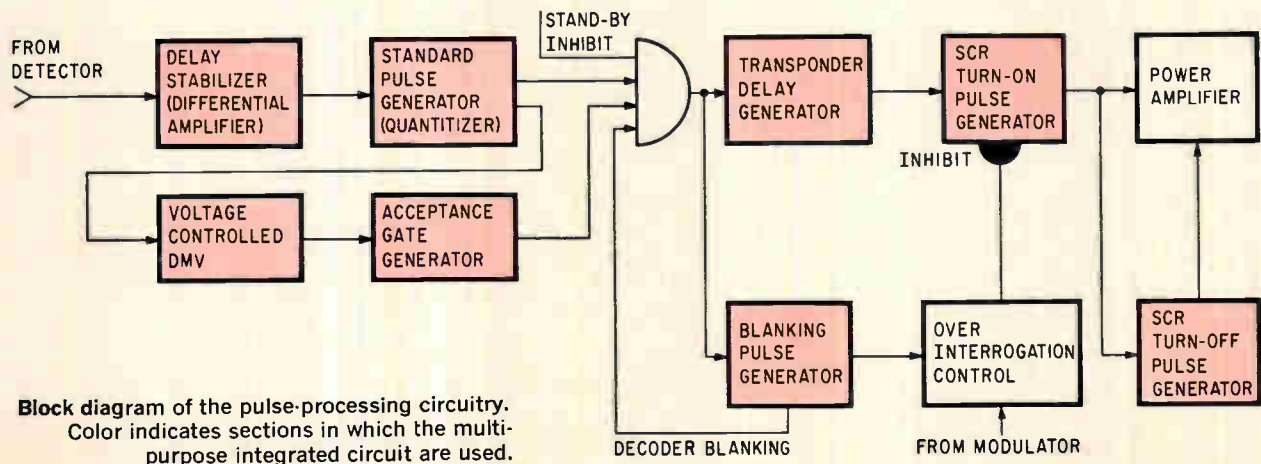 FROM
DETECTOR
DELAY
STABILIZER
(DIFFERENTIAL
AMPLIFIER)
STANDARD
PULSE
GENERATOR
(QUANTITIZER)
STAND-BY
INHIBIT
TRANSPONDER
DELAY
GENERATOR
SCR
TURN-ON
PULSE
GENERATOR
POWER
AMPLIFIER
INHIBIT
VOLTAGE
CONTROLLED
DMV
ACCEPTANCE
GATE
GENERATOR
BLANKING
PULSE
GENERATOR
OVER
INTERROGATION
CONTROL
SCR
TURN-OFF
PULSE
GENERATOR
DECODER BLANKING
FROM MODULATOR
Block diagram of the pulse-processing circuitry.
Color indicates sections in which the multi-
purpose integrated circuit are used.